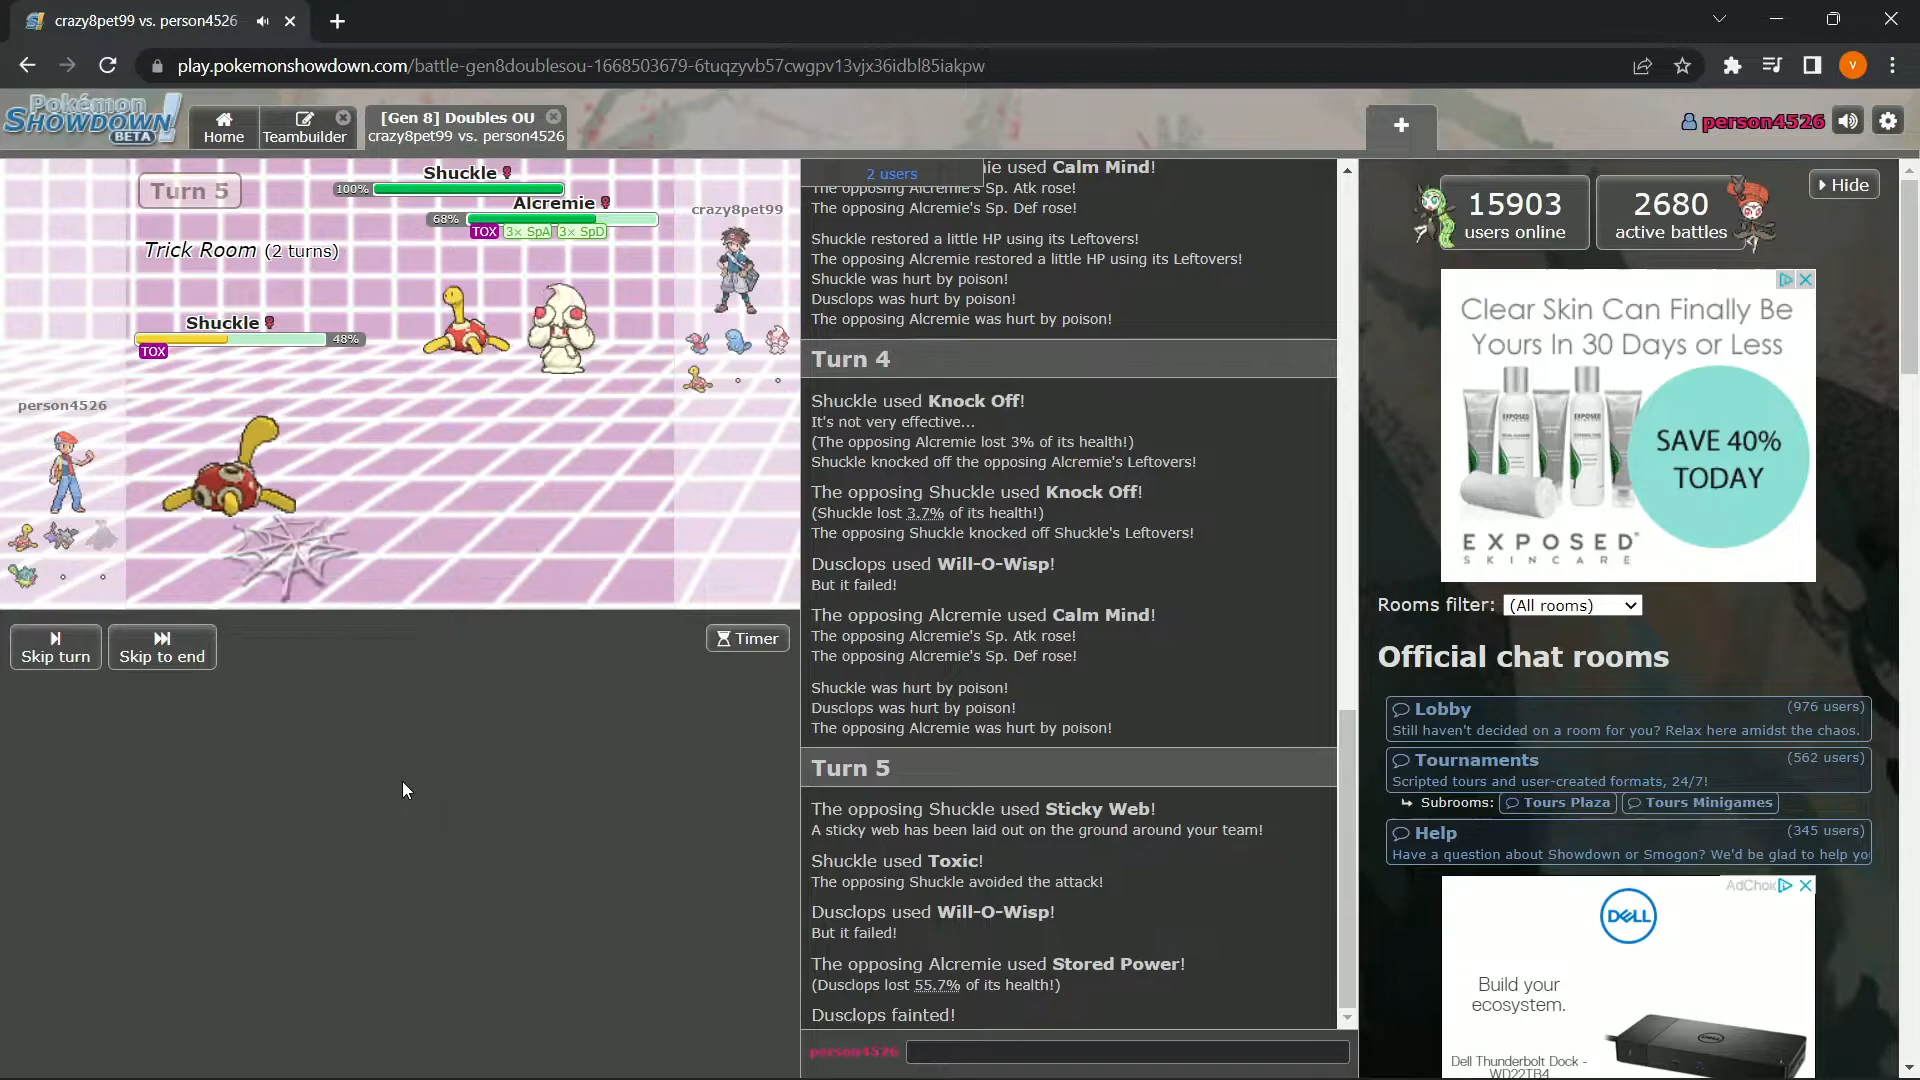 crazy8pet99 vs. person4526
play.pokemonshowdown.com/battle-gen8doublesou-1668503679-6tuqzyvb57cwgpv13vjx36idbl85iakpw
V
Pokémon
SHOWDOWN!
BETA
Home
Teambuilder
[Gen 8] Doubles OU
crazy8pet99 vs. person4526
+
person4526
Turn 5
Shuckle
100%
Alcremie
68%
TOX 3× SpA 3× SpD
Trick Room (2 turns)
Shuckle
48%
TOX
crazy8pet99
person4526
Skip turn
Skip to end
Timer
2 users
ie used Calm Mind!
The opposing Alcremie's Sp. Atk rose!
The opposing Alcremie's Sp. Def rose!
Shuckle restored a little HP using its Leftovers!
The opposing Alcremie restored a little HP using its Leftovers!
Shuckle was hurt by poison!
Dusclops was hurt by poison!
The opposing Alcremie was hurt by poison!
Turn 4
Shuckle used Knock Off!
It's not very effective...
(The opposing Alcremie lost 3% of its health!)
Shuckle knocked off the opposing Alcremie's Leftovers!
The opposing Shuckle used Knock Off!
(Shuckle lost 3.7% of its health!)
The opposing Shuckle knocked off Shuckle's Leftovers!
Dusclops used Will-O-Wisp!
But it failed!
The opposing Alcremie used Calm Mind!
The opposing Alcremie's Sp. Atk rose!
The opposing Alcremie's Sp. Def rose!
Shuckle was hurt by poison!
Dusclops was hurt by poison!
The opposing Alcremie was hurt by poison!
Turn 5
The opposing Shuckle used Sticky Web!
A sticky web has been laid out on the ground around your team!
Shuckle used Toxic!
The opposing Shuckle avoided the attack!
Dusclops used Will-O-Wisp!
But it failed!
The opposing Alcremie used Stored Power!
(Dusclops lost 55.7% of its health!)
Dusclops fainted!
person4526
15903
users online
2680
active battles
Hide
Clear Skin Can Finally Be
Yours In 30 Days or Less
SAVE 40%
TODAY
EXPOSED
SKINCARE
Rooms filter: (All rooms)
Official chat rooms
Lobby (976 users)
Still haven't decided on a room for you? Relax here amidst the chaos.
Tournaments (562 users)
Scripted tours and user-created formats, 24/7!
Subrooms: Tours Plaza Tours Minigames
Help (345 users)
Have a question about Showdown or Smogon? We'd be glad to help yo
AdChoic
DELL
Build your
ecosystem.
Dell Thunderbolt Dock -
WD22TB4